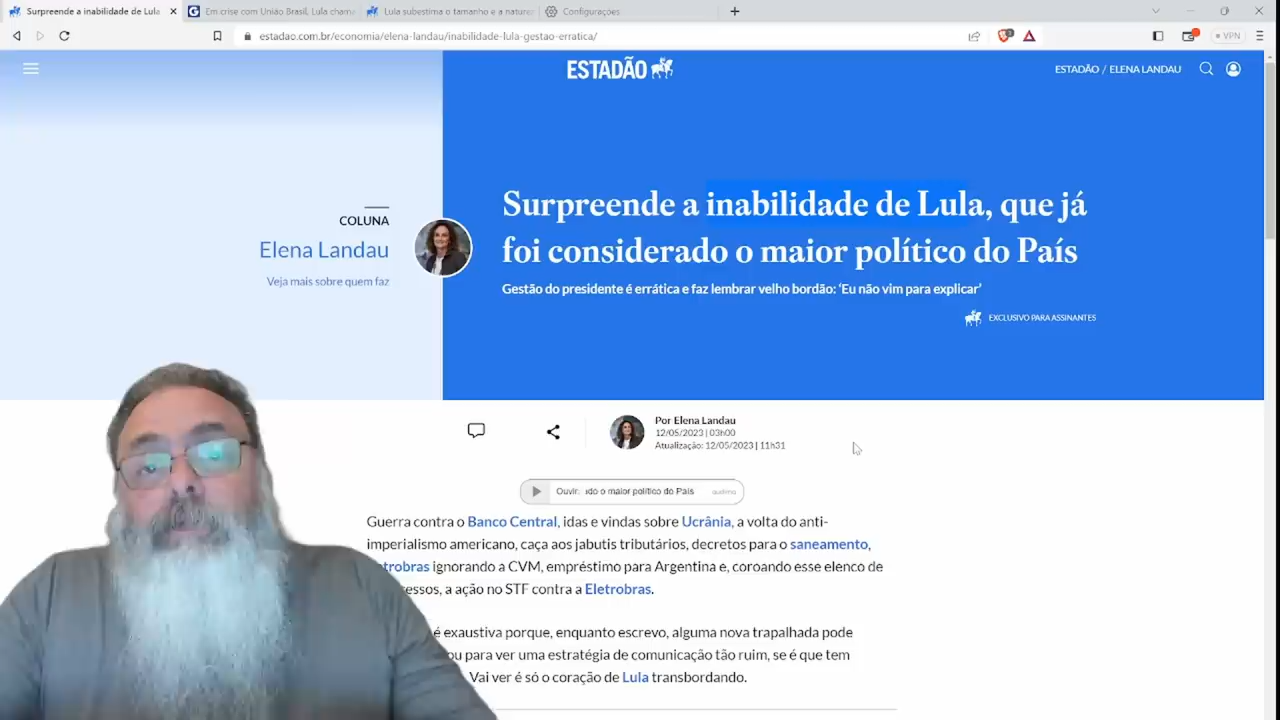 Surpreende a inabilidade de Lula
Em crise com União Brasil, Lula chama
Lula subestima o tamanho e a nature
Configurações
estadao.com.br/economia/elena-landau/inabilidade-lula-gestao-erratica/
VPN
ESTADÃO
ESTADÃO / ELENA LANDAU
COLUNA
Elena Landau
Veja mais sobre quem faz
Surpreende a inabilidade de Lula, que já
foi considerado o maior político do País
Gestão do presidente é errática e faz lembrar velho bordão: ‘Eu não vim para explicar’
EXCLUSIVO PARA ASSINANTES
Por Elena Landau
12/05/2023 | 03h00
Atualização: 12/05/2023 | 11h31
Ouvir: do o maior político do País
audima
Guerra contra o Banco Central, idas e vindas sobre Ucrânia, a volta do anti-
imperialismo americano, caça aos jabutis tributários, decretos para o saneamento,
trobras ignorando a CVM, empréstimo para Argentina e, coroando esse elenco de
essos, a ação no STF contra a Eletrobras.
é exaustiva porque, enquanto escrevo, alguma nova trapalhada pode
ou para ver uma estratégia de comunicação tão ruim, se é que tem
Vai ver é só o coração de Lula transbordando.